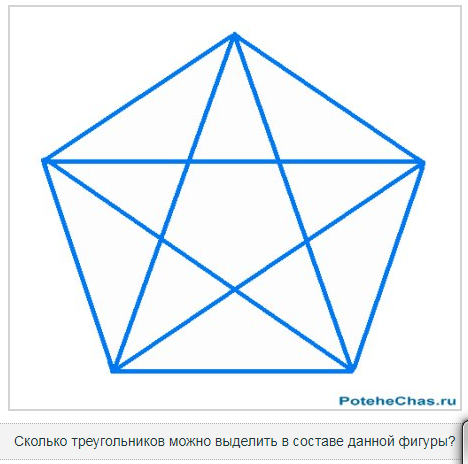 PoteheChas.ru
Сколько треугольников можно выделить в составе данной фигуры?